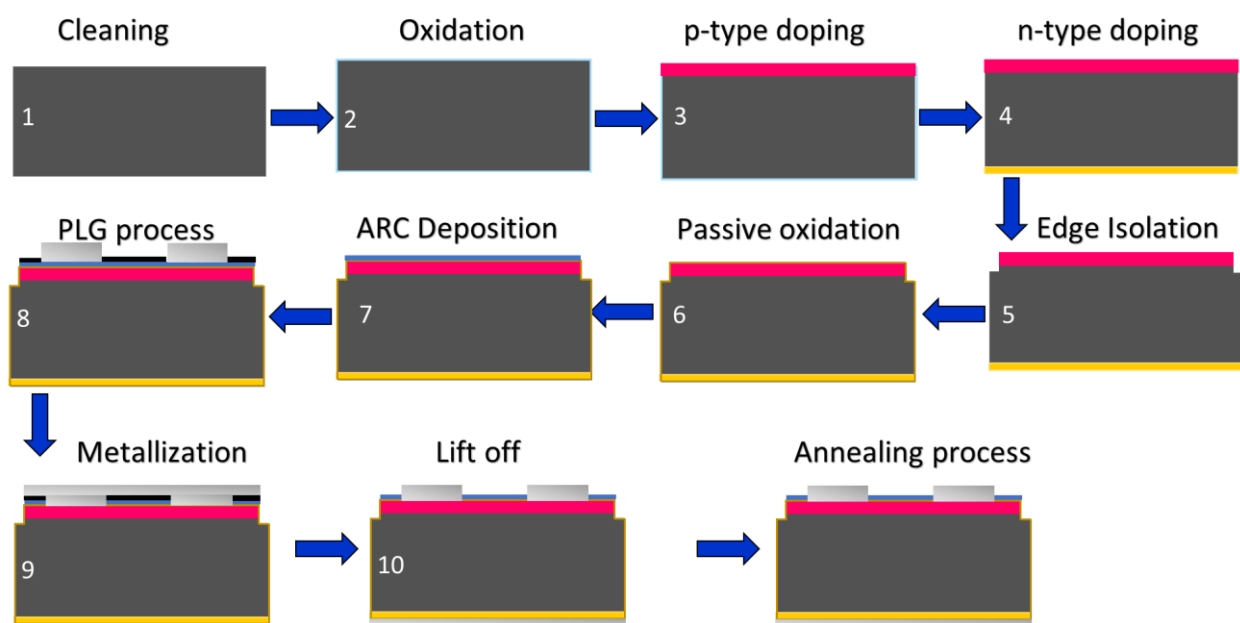 Cleaning
Oxidation
p-type doping
n-type doping
1
2
3
4
PLG process
ARC Deposition
Passive oxidation
Edge Isolation
8
7
6
5
Metallization
Lift off
Annealing process
9
10